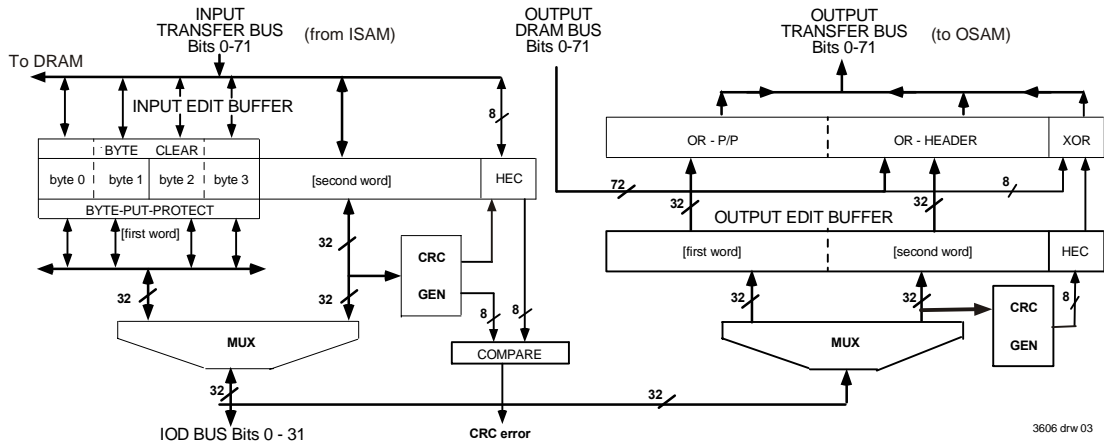 INPUT
TRANSFER BUS
Bits 0-71
(from ISAM)
OUTPUT
DRAM BUS
Bits 0-71
OUTPUT
TRANSFER BUS
Bits 0-71
(to OSAM)
To DRAM
INPUT EDIT BUFFER
8
BYTE CLEAR
byte 0
byte 1
byte 2
byte 3
[second word]
HEC
BYTE-PUT-PROTECT
[first word]
OR - P/P
OR - HEADER
XOR
72
32
32
8
OUTPUT EDIT BUFFER
[first word]
[second word]
HEC
32
32
32
CRC
GEN
8
8
MUX
COMPARE
32
32
8
CRC
GEN
MUX
32
32
IOD BUS Bits 0 - 31
CRC error
3606 drw 03